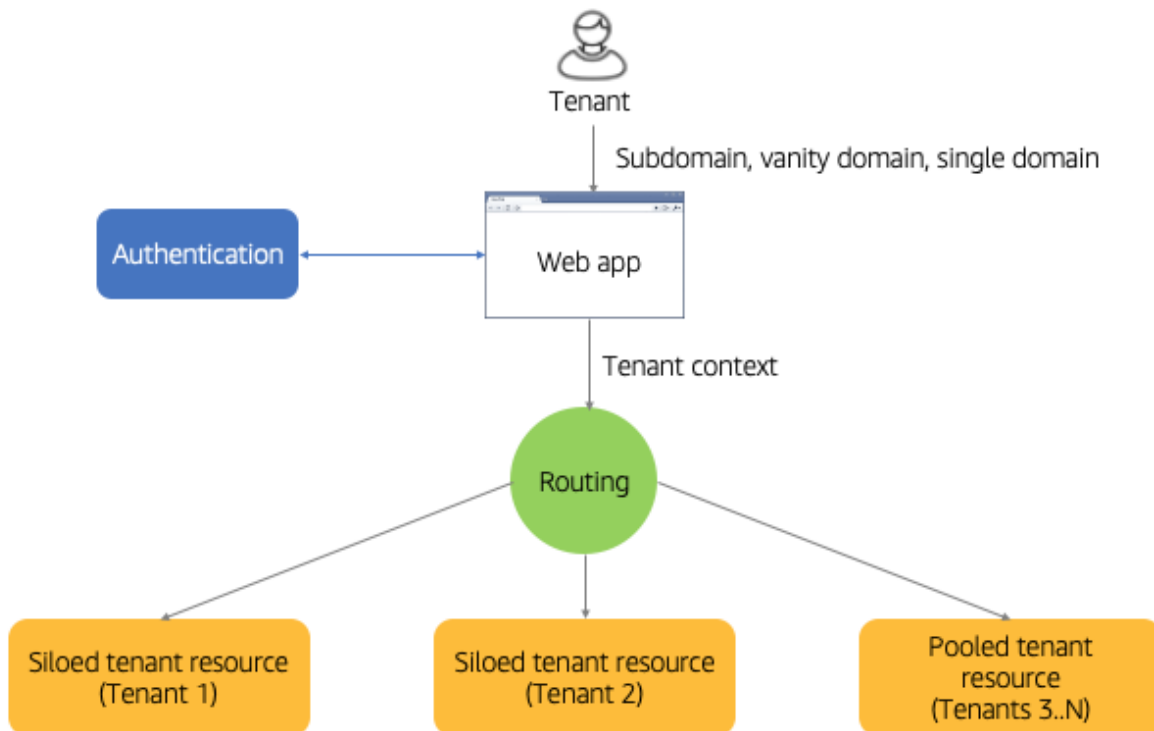 Tenant
Subdomain, vanity domain, single domain
Authentication
Web app
Tenant context
Routing
Siloed tenant resource
(Tenant 1)
Siloed tenant resource
(Tenant 2)
Pooled tenant
resource
(Tenants 3..N)